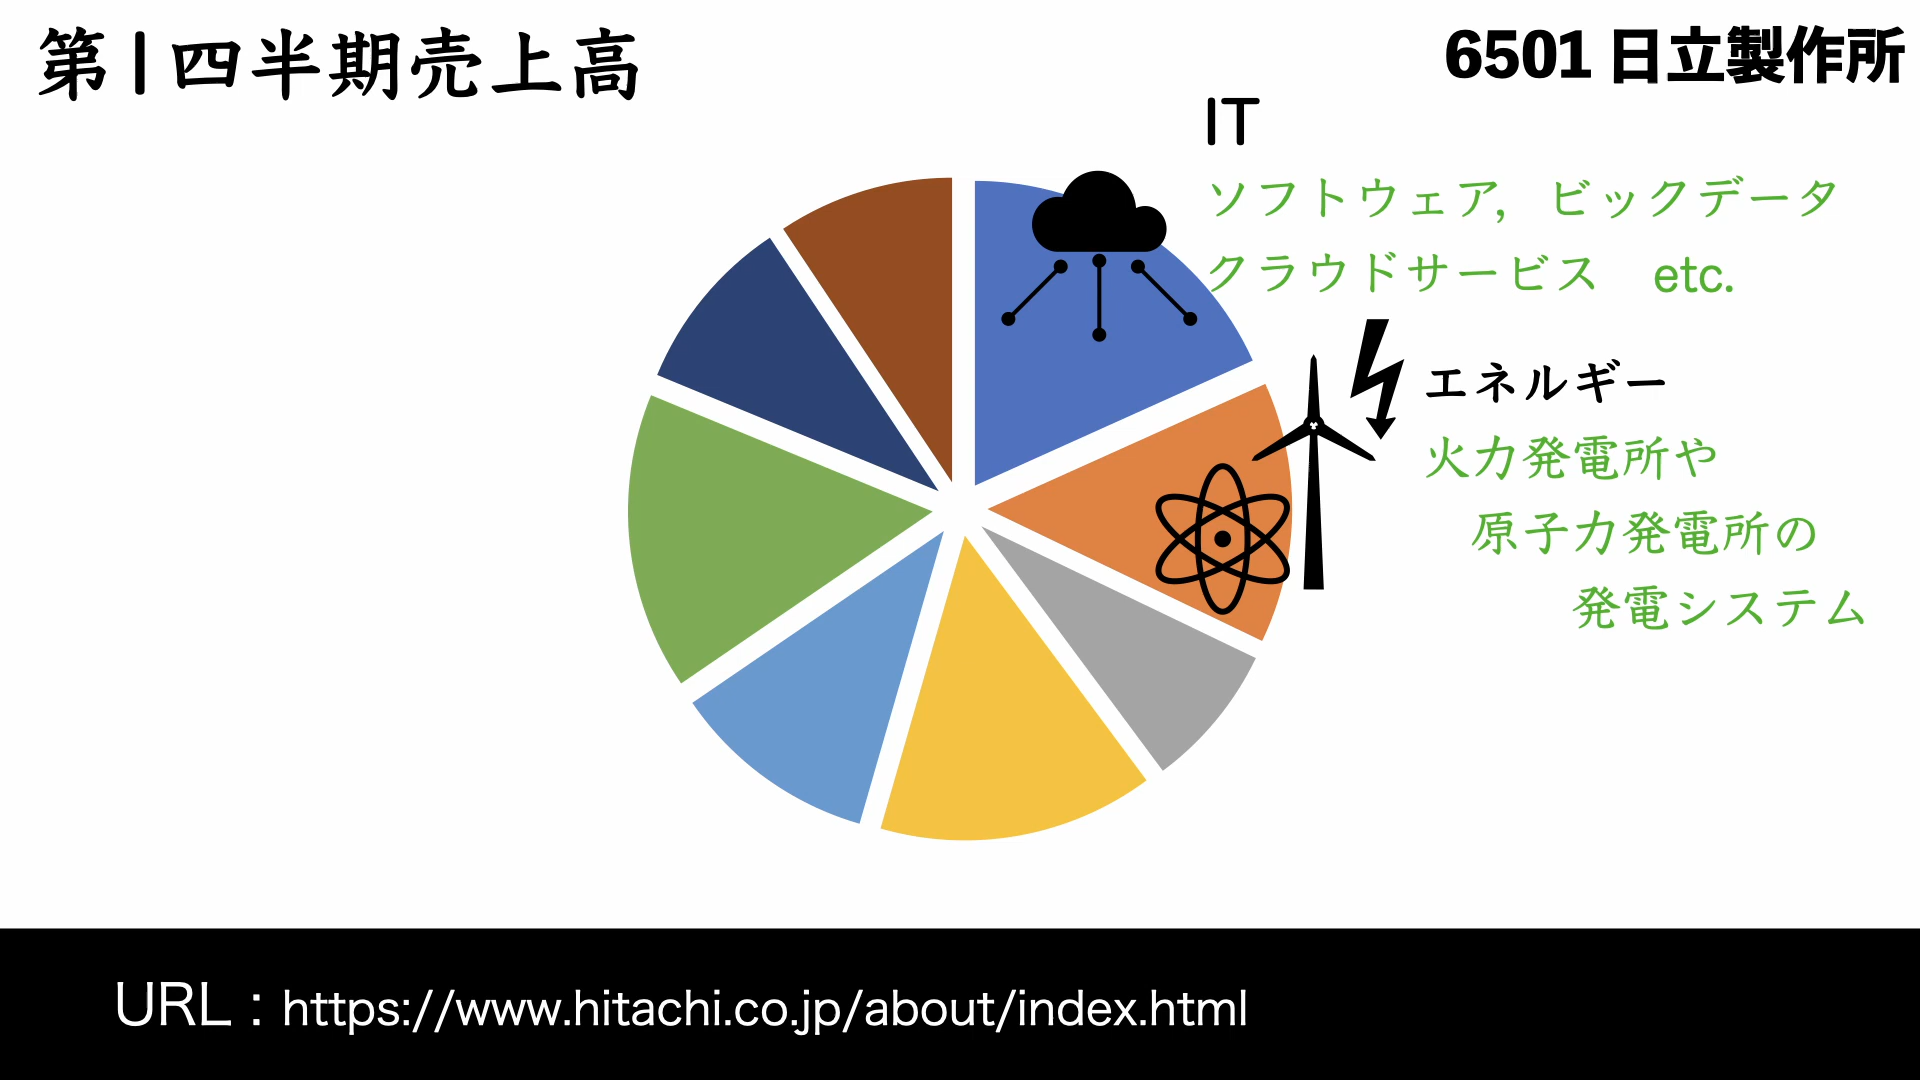 第1四半期売上高
6501 日立製作所
IT
ソフトウェア, ビックデータ
クラウドサービス etc.
エネルギー
火力発電所や
原子力発電所の
発電システム
URL：https://www.hitachi.co.jp/about/index.html